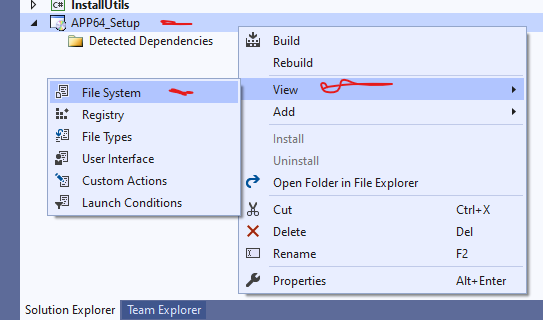 C# InstallUtils
APP64_Setup
Detected Dependencies
Build
Rebuild
View
Add
Install
Uninstall
Open Folder in File Explorer
Cut Ctrl+X
Delete Del
Rename F2
Properties Alt+Enter
File System
Registry
File Types
User Interface
Custom Actions
Launch Conditions
Solution Explorer Team Explorer